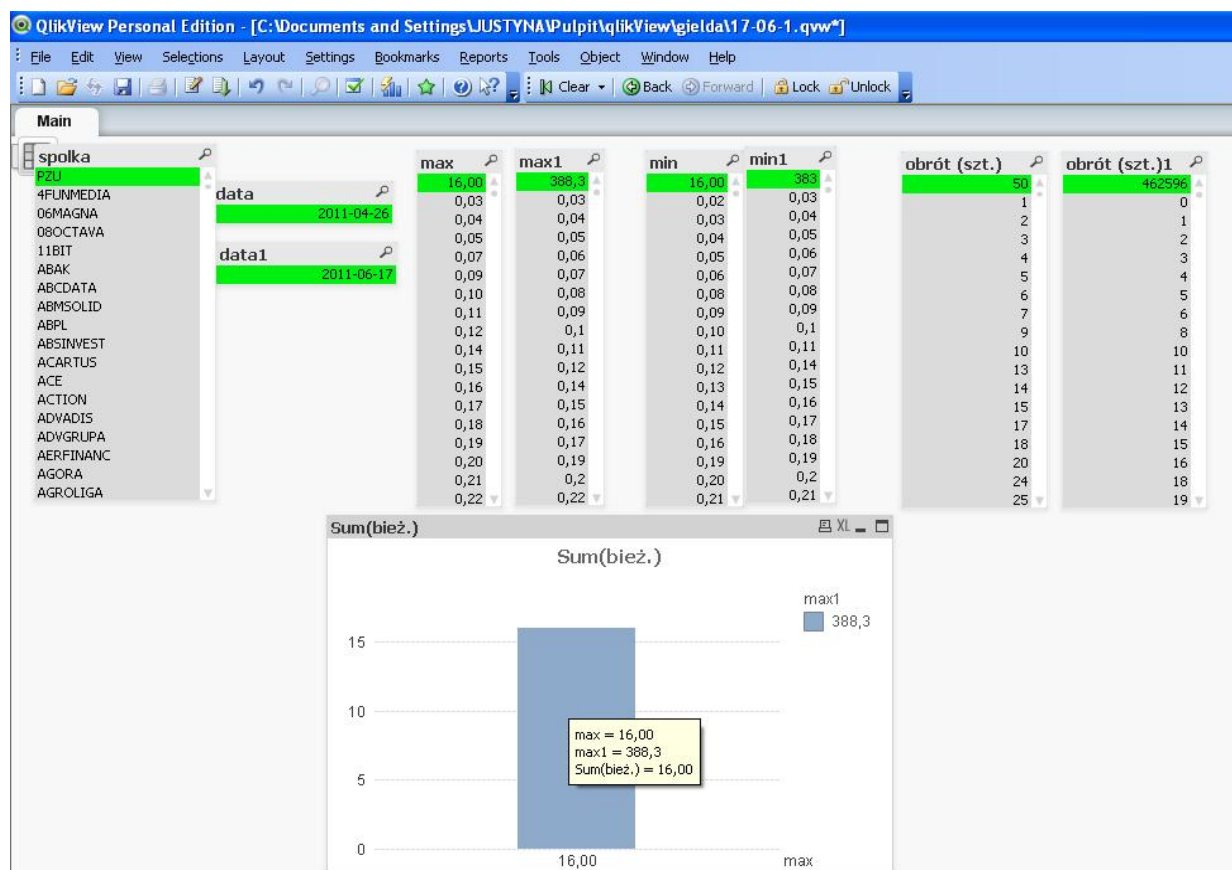 QlikView Personal Edition - [C:\Documents and Settings\JUSTYNA\Pulpit\qlikView\gielda\17-06-1.qvw*]
File Edit View Selections Layout Settings Bookmarks Reports Tools Object Window Help
Clear Back Forward Lock Unlock
Main
spolka
PZU
4FUNMEDIA
06MAGNA
08OCTAVA
11BIT
ABAK
ABCDATA
ABMSOLID
ABPL
ABSINVEST
ACARTUS
ACE
ACTION
ADVADIS
ADVGRUPA
AERFINANC
AGORA
AGROLIGA
data
2011-04-26
data1
2011-06-17
max
16,00
0,03
0,04
0,05
0,07
0,09
0,10
0,11
0,12
0,14
0,15
0,16
0,17
0,18
0,19
0,20
0,21
0,22
max1
388,3
0,03
0,04
0,05
0,06
0,07
0,08
0,09
0,1
0,11
0,12
0,14
0,15
0,16
0,17
0,19
0,2
0,22
min
16,00
0,02
0,03
0,04
0,05
0,06
0,08
0,09
0,10
0,11
0,12
0,13
0,14
0,15
0,16
0,19
0,20
0,21
min1
383
0,03
0,04
0,05
0,06
0,07
0,08
0,09
0,1
0,11
0,14
0,15
0,16
0,17
0,18
0,19
0,2
0,21
obrót (szt.)
50
1
2
3
4
5
6
7
9
10
13
14
15
17
18
20
24
25
obrót (szt.)1
462596
0
1
2
3
4
5
6
8
10
11
12
13
14
15
16
18
19
Sum(bież.)
XL
Sum(bież.)
max1
388,3
15
10
5
0
max = 16,00
max1 = 388,3
Sum(bież.) = 16,00
16,00
max